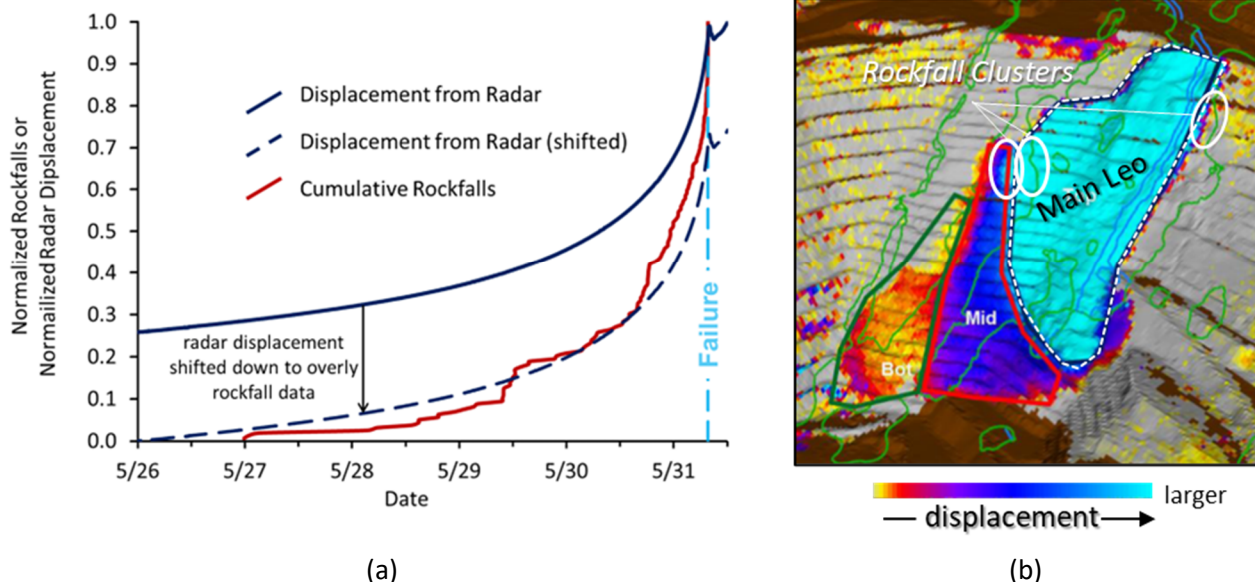 Normalized Rockfalls or
Normailized Radar Dipslacement
1.0
0.9
0.8
0.7
0.6
0.5
0.4
0.3
0.2
0.1
0.0
Displacement from Radar
Displacement from Radar (shifted)
Cumulative Rockfalls
radar displacement
shifted down to overly
rockfall data
Failure
5/26
5/27
5/28
5/29
5/30
5/31
Date
(a)
Rockfall Clusters
Main Leo
Mid
Bot
larger
displacement
(b)